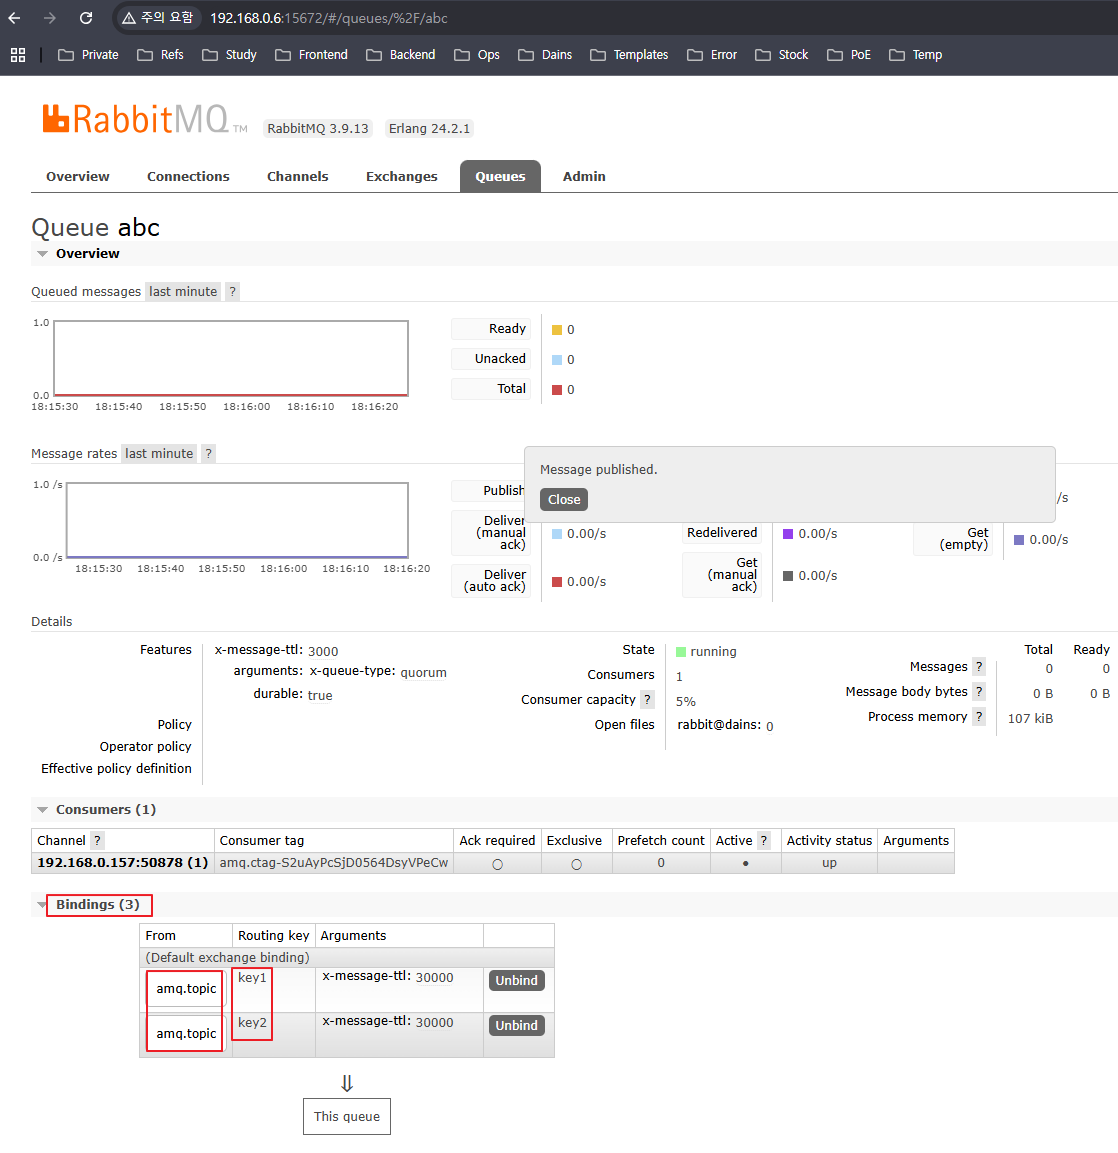 주의 요함 192.168.0.6:15672/#/queues/%2F/abc
Private Refs Study Frontend Backend Ops Dains Templates Error Stock PoE Temp
RabbitMQ TM RabbitMQ 3.9.13 Erlang 24.2.1
Overview Connections Channels Exchanges Queues Admin
Queue abc
Overview
Queued messages last minute ?
1.0
0.0
18:15:30 18:15:40 18:15:50 18:16:00 18:16:10 18:16:20
Ready 0
Unacked 0
Total 0
Message rates last minute ?
Message published.
Close
1.0 /s
0.0 /s
18:15:30 18:15:40 18:15:50 18:16:00 18:16:10 18:16:20
Publish /s
Deliver (manual ack) 0.00/s
Redelivered 0.00/s
Get (empty) 0.00/s
Deliver (auto ack) 0.00/s
Get (manual ack) 0.00/s
Details
Features
x-message-ttl: 3000
arguments: x-queue-type: quorum
durable: true
Policy
Operator policy
Effective policy definition
State running
Consumers 1
Consumer capacity ? 5%
Open files rabbit@dains: 0
Total Ready
Messages ? 0 0
Message body bytes ? 0 B 0 B
Process memory ? 107 kiB
Consumers (1)
Channel ? Consumer tag Ack required Exclusive Prefetch count Active ? Activity status Arguments
192.168.0.157:50878 (1) amq.ctag-S2uAyPcSjD0564DsyVPeCw ○ ○ 0 ● up
Bindings (3)
From Routing key Arguments
(Default exchange binding)
amq.topic key1 x-message-ttl: 30000 Unbind
amq.topic key2 x-message-ttl: 30000 Unbind
⇓
This queue